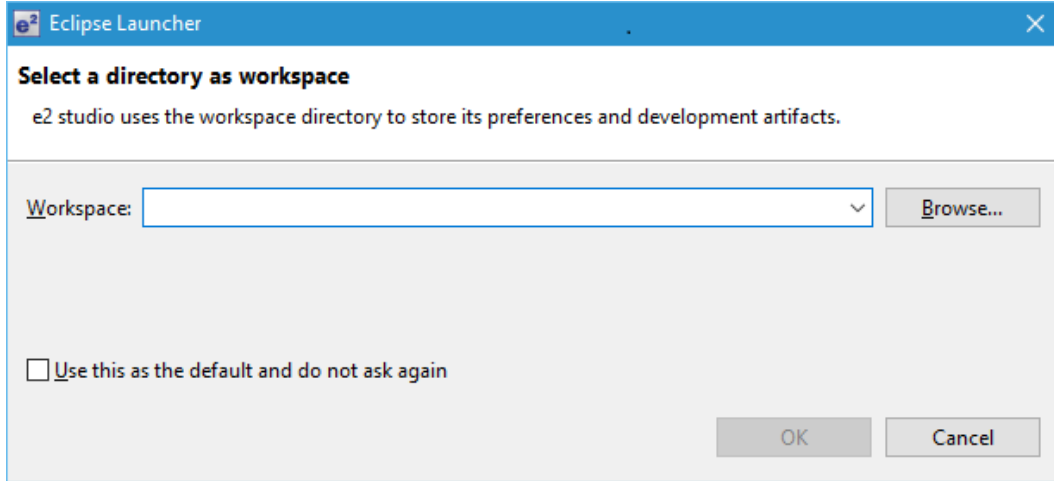 e² Eclipse Launcher
Select a directory as workspace
e2 studio uses the workspace directory to store its preferences and development artifacts.
Workspace: Browse...
Use this as the default and do not ask again
OK Cancel